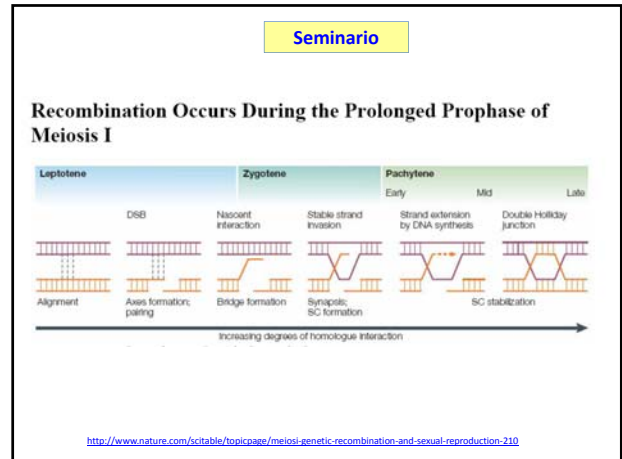 Seminario
Recombination Occurs During the Prolonged Prophase of
Meiosis I
Leptotene Zygotene Pachytene
Early Mid Late
DSB
Nascent
interaction
Stable strand
invasion
Strand extension
by DNA synthesis
Double Holliday
junction
Alignment
Axes formation;
pairing
Bridge formation
Synapsis;
SC formation
SC stabilization
Increasing degrees of homologue interaction
http://www.nature.com/scitable/topicpage/meiosi-genetic-recombination-and-sexual-reproduction-210